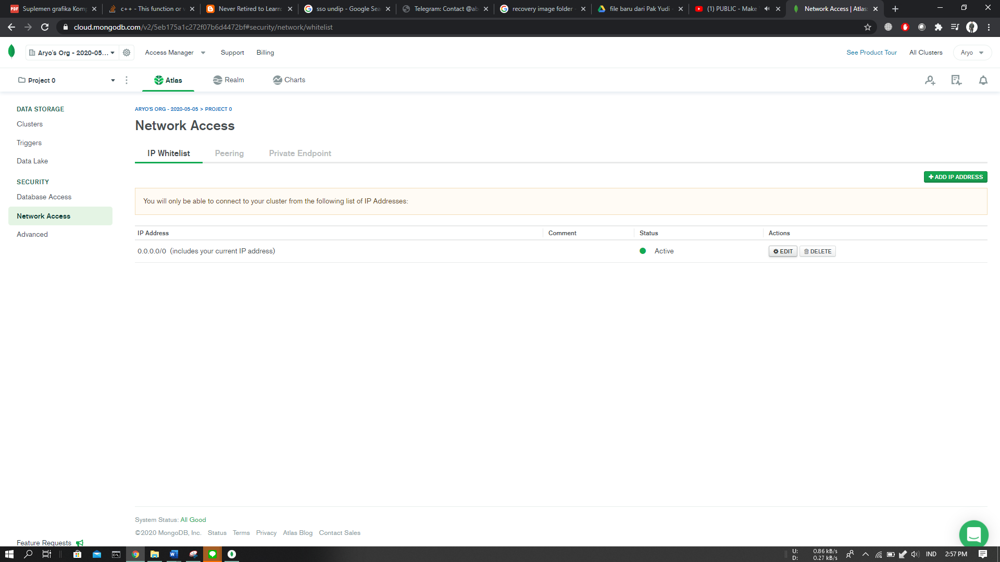 Suplemen grafika Komp
c++ - This function or v
Never Retired to Learn:
sso undip - Google Sea
Telegram: Contact @ab
recovery image folder -
file baru dari Pak Yudi -
(1) PUBLIC - Make
Network Access | Atlas:
cloud.mongodb.com/v2/5eb175a1c272f07b6d4472bf#security/network/whitelist
Aryo's Org - 2020-05...
Access Manager
Support
Billing
See Product Tour
All Clusters
Aryo
Project 0
Atlas
Realm
Charts
DATA STORAGE
Clusters
Triggers
Data Lake
SECURITY
Database Access
Network Access
Advanced
ARYO'S ORG - 2020-05-05 > PROJECT 0
Network Access
IP Whitelist
Peering
Private Endpoint
ADD IP ADDRESS
You will only be able to connect to your cluster from the following list of IP Addresses:
IP Address
Comment
Status
Actions
0.0.0.0/0 (includes your current IP address)
Active
EDIT
DELETE
System Status: All Good
©2020 MongoDB, Inc.
Status
Terms
Privacy
Atlas Blog
Contact Sales
Feature Requests
U: 0.86 kB/s
D: 0.27 kB/s
IND
2:57 PM